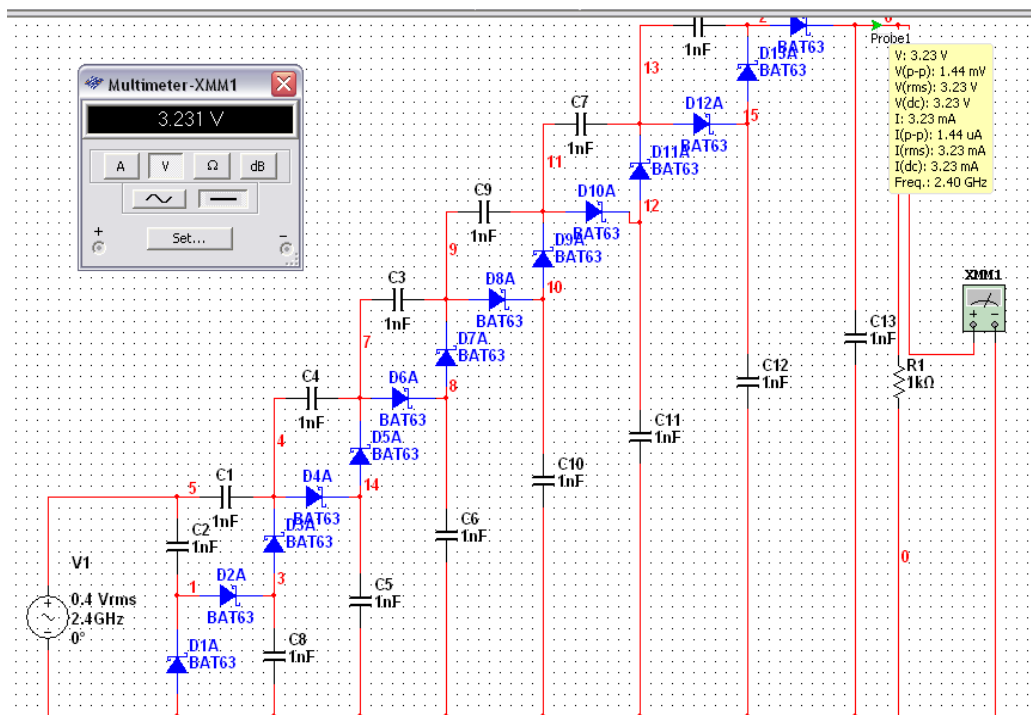 2
6
1nF
Probe1
D13A
BAT63
V: 3.23 V
V(p-p): 1.44 mV
V(rms): 3.23 V
V(dc): 3.23 V
I: 3.23 mA
I(p-p): 1.44 uA
I(rms): 3.23 mA
I(dc): 3.23 mA
Freq.: 2.40 GHz
Multimeter-XMM1
3.231 V
A
V
Ω
dB
Set...
+
-
13
C7
1nF
D12A
BAT63
15
11
D11A
BAT63
C9
1nF
D10A
BAT63
12
9
D9A
BAT63
C3
1nF
D8A
BAT63
10
XMM1
+ -
7
D7A
BAT63
C13
1nF
C4
1nF
D6A
BAT63
8
C12
1nF
R1
1kΩ
4
D5A
BAT63
C11
1nF
5
C1
1nF
D4A
BAT63
14
C10
1nF
C2
1nF
D3A
BAT63
C6
1nF
0
V1
0.4 Vrms
2.4GHz
0°
1
D2A
BAT63
3
C5
1nF
D1A
BAT63
C8
1nF